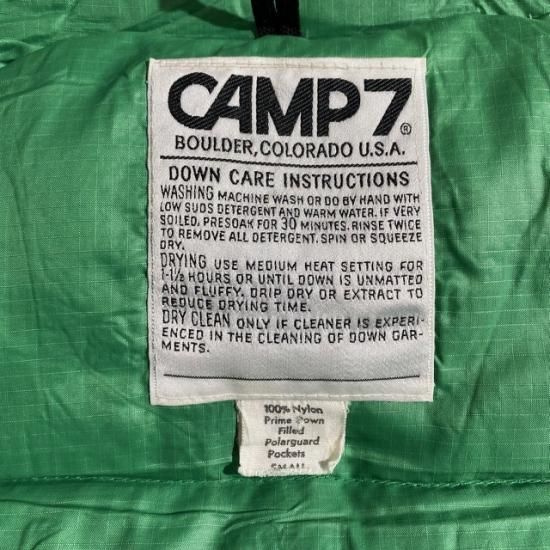 CAMP 7®
BOULDER, COLORADO U.S.A.
DOWN CARE INSTRUCTIONS
WASHING MACHINE WASH OR DO BY HAND WITH
LOW SUDS DETERGENT AND WARM WATER. IF VERY
SOILED, PRESOAK FOR 30 MINUTES. RINSE TWICE
TO REMOVE ALL DETERGENT. SPIN OR SQUEEZE
DRY.
DRYING USE MEDIUM HEAT SETTING FOR
1-1½ HOURS OR UNTIL DOWN IS UNMATTED
AND FLUFFY. DRIP DRY OR EXTRACT TO
REDUCE DRYING TIME.
DRY CLEAN ONLY IF CLEANER IS EXPERI-
ENCED IN THE CLEANING OF DOWN GAR-
MENTS.
100% Nylon
Prime Down
Filled
Polarguard
Pockets
SMALL